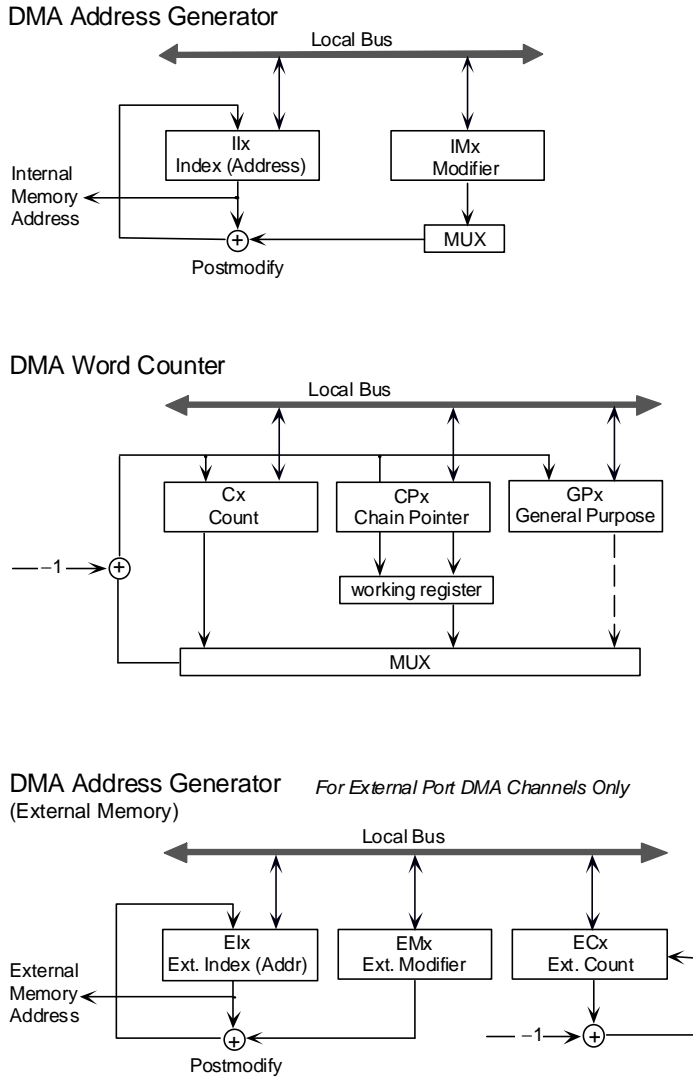 DMA Address Generator
Local Bus
IIx
Index (Address)
IMx
Modifier
Internal
Memory
Address
+
MUX
Postmodify
DMA Word Counter
Local Bus
Cx
Count
CPx
Chain Pointer
GPx
General Purpose
−1
+
working register
MUX
DMA Address Generator For External Port DMA Channels Only
(External Memory)
Local Bus
EIx
Ext. Index (Addr)
EMx
Ext. Modifier
ECx
Ext. Count
External
Memory
Address
+
−1
+
Postmodify